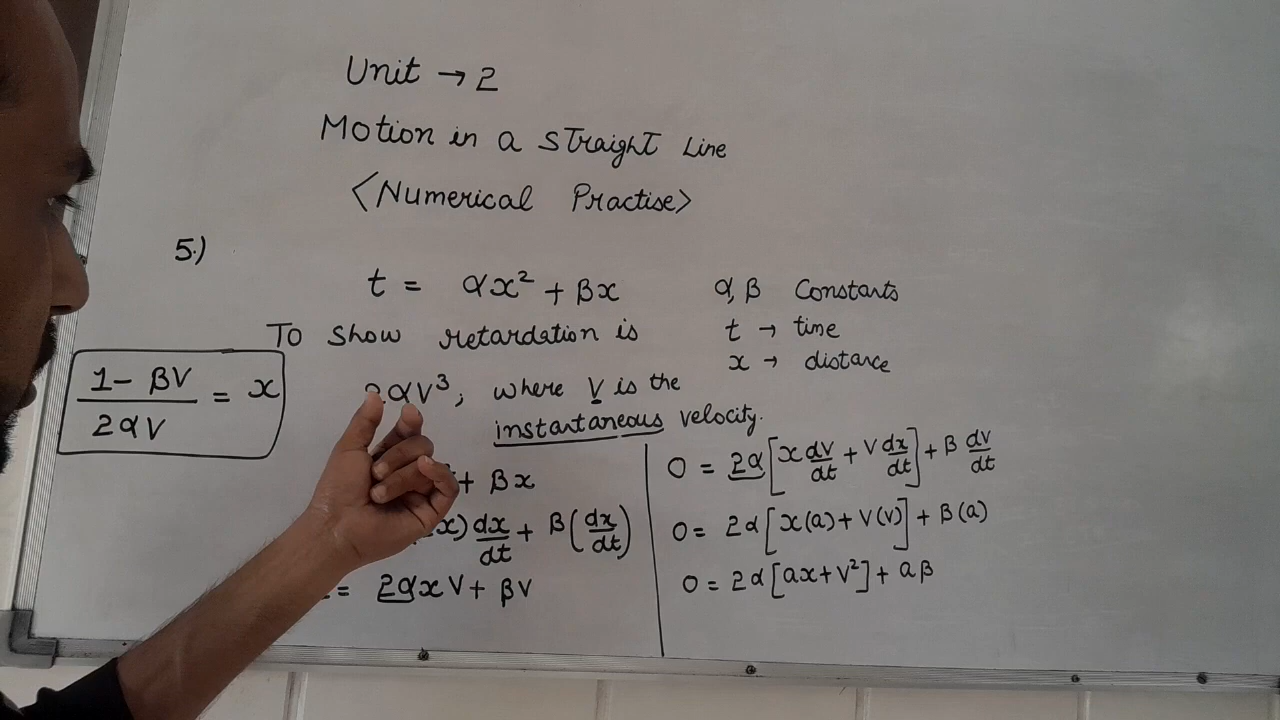 Unit → 2
Motion in a Straight Line
<Numerical Practise>
5.)
t = αx² + βx
α, β Constants
t → time
x → distance
To show retardation is
2αV³, where V is the
instantaneous velocity.
1 - βV
2αV
= x
+ βx
x) dx/dt + β(dx/dt)
= 2αxV + βV
0 = 2α[x dv/dt + V dx/dt] + β dv/dt
0 = 2α[x(a) + V(v)] + β(a)
0 = 2α[ax + V²] + aβ